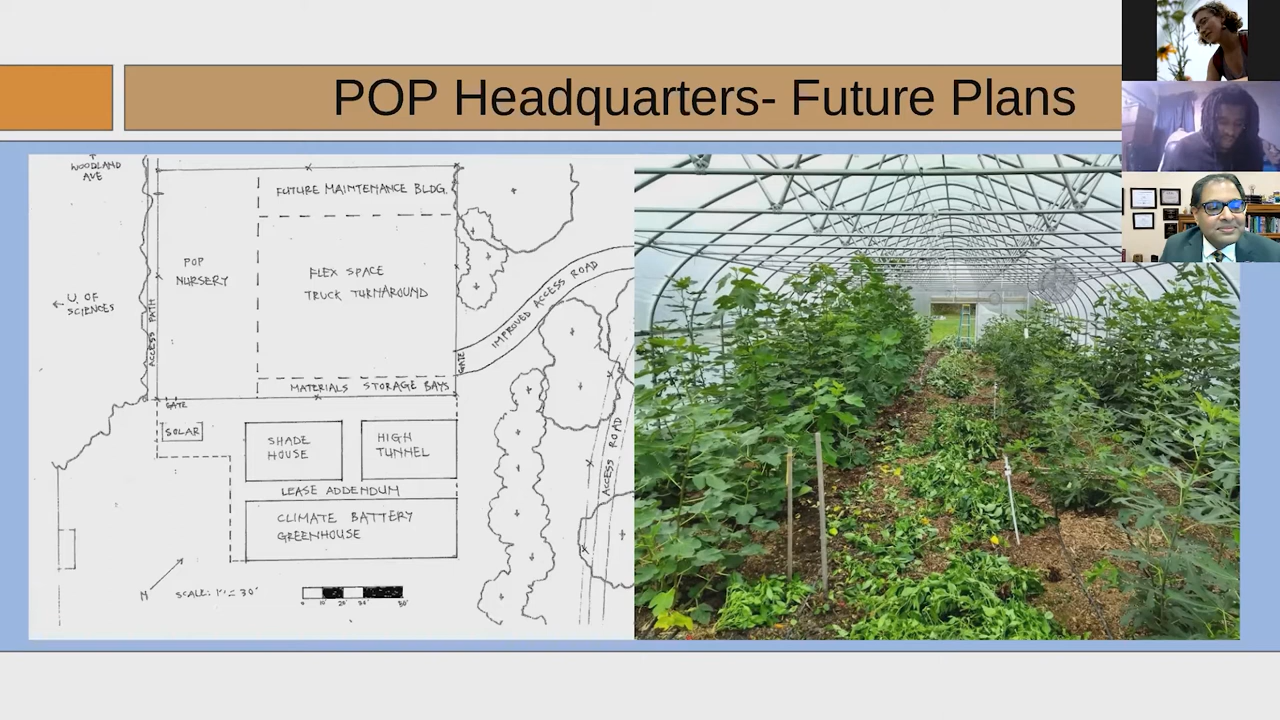 POP Headquarters- Future Plans
WOODLAND
AVE
FUTURE MAINTENANCE BLDG.
POP
NURSERY
FLEX SPACE
TRUCK TURNAROUND
← U. OF
SCIENCES
ACCESS PATH
IMPROVED ACCESS ROAD
GATE
MATERIALS STORAGE BAYS
GATE
SOLAR
SHADE
HOUSE
HIGH
TUNNEL
ACCESS ROAD
LEASE ADDENDUM
CLIMATE BATTERY
GREENHOUSE
N
SCALE: 1" = 30'